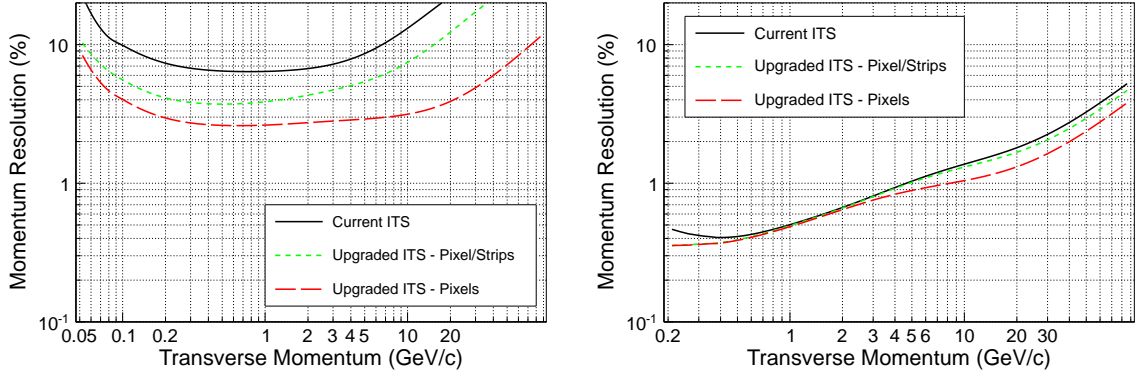 Momentum Resolution (%)
10
1
10-1
Current ITS
Upgraded ITS - Pixel/Strips
Upgraded ITS - Pixels
0.05 0.1 0.2 1 2 3 4 5 10 20
Transverse Momentum (GeV/c)
Momentum Resolution (%)
10
1
10-1
Current ITS
Upgraded ITS - Pixel/Strips
Upgraded ITS - Pixels
0.2 1 2 3 4 5 6 10 20 30
Transverse Momentum (GeV/c)